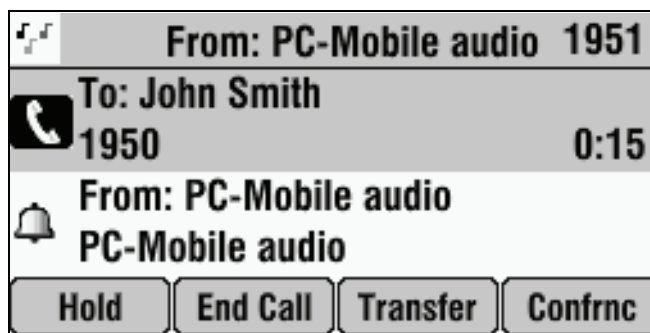 From: PC-Mobile audio 1951
To: John Smith
1950 0:15
From: PC-Mobile audio
PC-Mobile audio
Hold End Call Transfer Confrnc